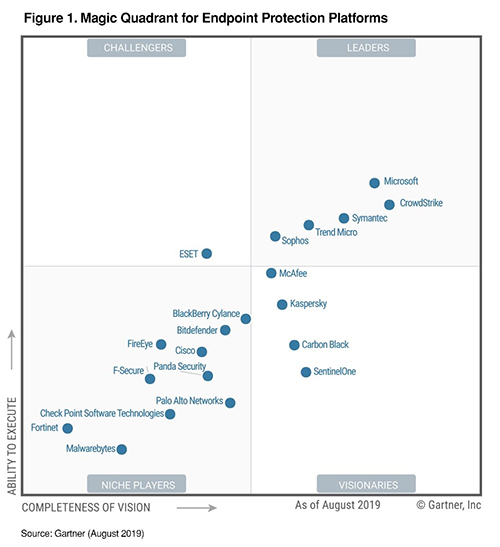 Figure 1. Magic Quadrant for Endpoint Protection Platforms
CHALLENGERS
LEADERS
Microsoft
CrowdStrike
Symantec
Trend Micro
Sophos
ESET
McAfee
Kaspersky
BlackBerry Cylance
Bitdefender
FireEye
Cisco
Carbon Black
F-Secure
Panda Security
SentinelOne
Palo Alto Networks
Check Point Software Technologies
Fortinet
Malwarebytes
ABILITY TO EXECUTE
NICHE PLAYERS
VISIONARIES
COMPLETENESS OF VISION
As of August 2019
© Gartner, Inc
Source: Gartner (August 2019)